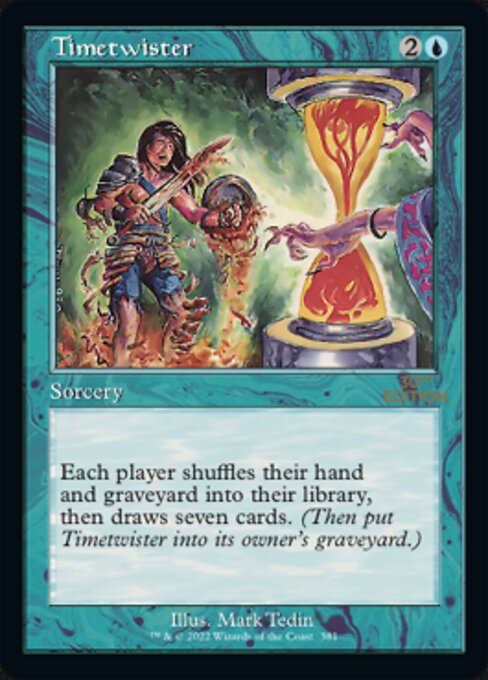 Timetwister 2
Sorcery
30TH
EDITION
Each player shuffles their hand
and graveyard into their library,
then draws seven cards. (Then put
Timetwister into its owner's graveyard.)
Illus. Mark Tedin
™ & © 2022 Wizards of the Coast 381